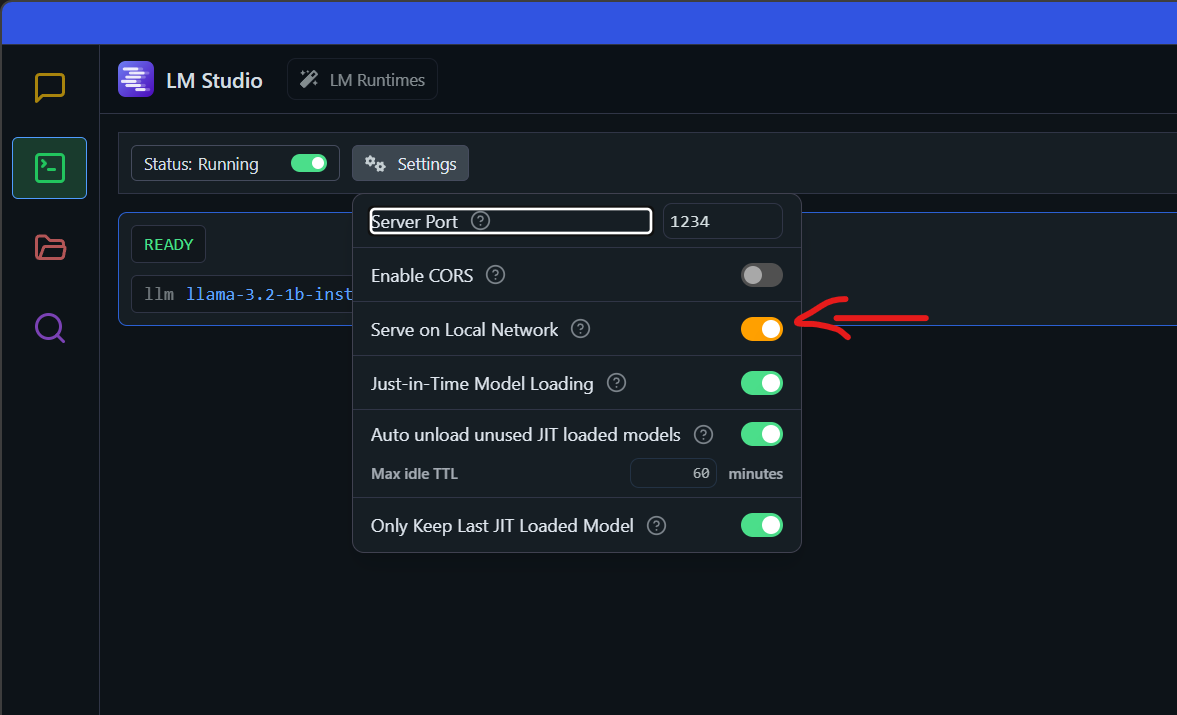 LM Studio
LM Runtimes
Status: Running
Settings
Server Port
1234
READY
Enable CORS
llm llama-3.2-1b-inst
Serve on Local Network
Just-in-Time Model Loading
Auto unload unused JIT loaded models
Max idle TTL 60 minutes
Only Keep Last JIT Loaded Model